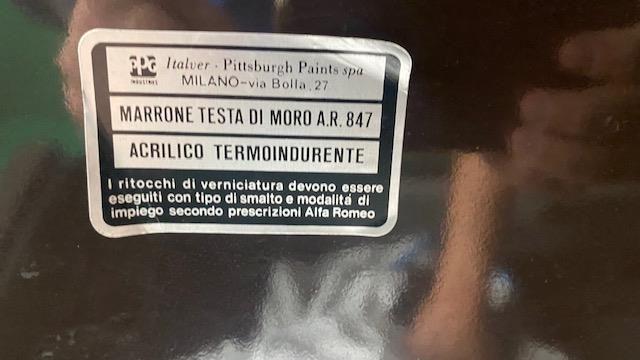 PPG INDUSTRIES Italver - Pittsburgh Paints spa
MILANO-via Bolla, 27
MARRONE TESTA DI MORO A.R. 847
ACRILICO TERMOINDURENTE
I ritocchi di verniciatura devono essere
eseguiti con tipo di smalto e modalità di
impiego secondo prescrizioni Alfa Romeo